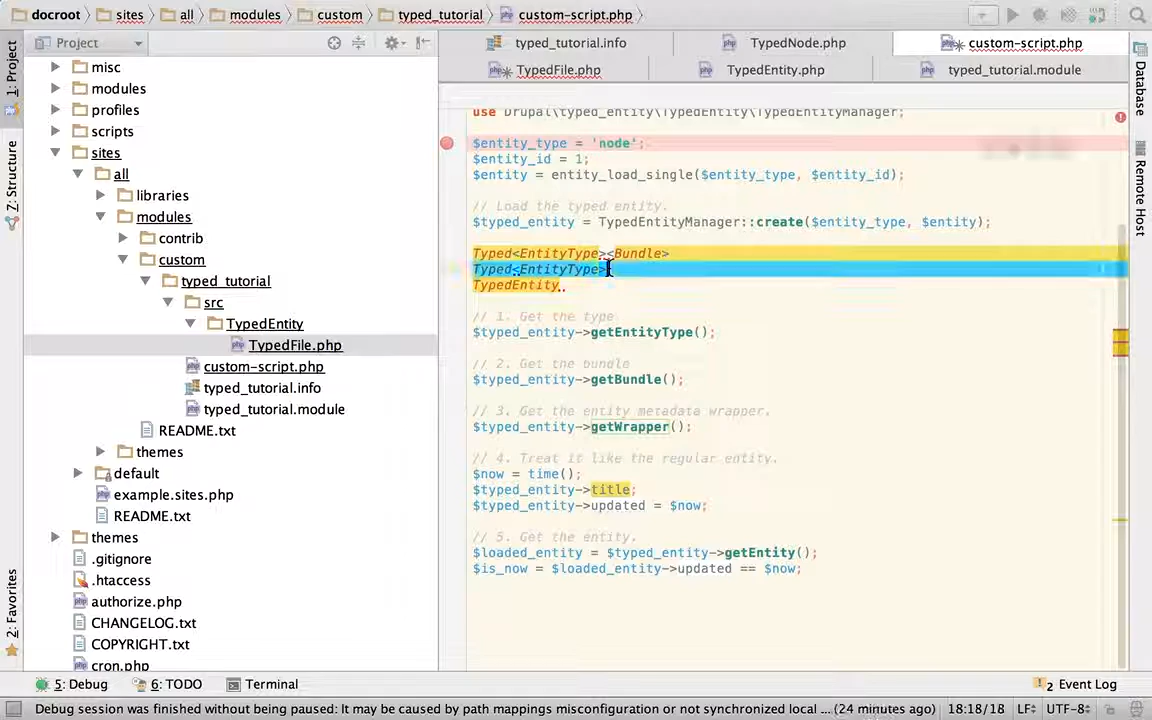 docroot sites all modules custom typed_tutorial custom-script.php
1: Project
Z: Structure
2: Favorites
Project
misc
modules
profiles
scripts
sites
all
libraries
modules
contrib
custom
typed_tutorial
src
TypedEntity
TypedFile.php
custom-script.php
typed_tutorial.info
typed_tutorial.module
README.txt
themes
default
example.sites.php
README.txt
themes
.gitignore
.htaccess
authorize.php
CHANGELOG.txt
COPYRIGHT.txt
cron.php
typed_tutorial.info TypedNode.php custom-script.php
TypedFile.php TypedEntity.php typed_tutorial.module
use Drupal\typed_entity\TypedEntity\TypedEntityManager;
$entity_type = 'node';
$entity_id = 1;
$entity = entity_load_single($entity_type, $entity_id);
// Load the typed entity.
$typed_entity = TypedEntityManager::create($entity_type, $entity);
Typed<EntityType><Bundle>
Typed<EntityType>
TypedEntity
// 1. Get the type
$typed_entity->getEntityType();
// 2. Get the bundle
$typed_entity->getBundle();
// 3. Get the entity metadata wrapper.
$typed_entity->getWrapper();
// 4. Treat it like the regular entity.
$now = time();
$typed_entity->title;
$typed_entity->updated = $now;
// 5. Get the entity.
$loaded_entity = $typed_entity->getEntity();
$is_now = $loaded_entity->updated == $now;
Database
Remote Host
5: Debug 6: TODO Terminal 2 Event Log
Debug session was finished without being paused: It may be caused by path mappings misconfiguration or not synchronized local ... (24 minutes ago) 18:18/18 LF UTF-8